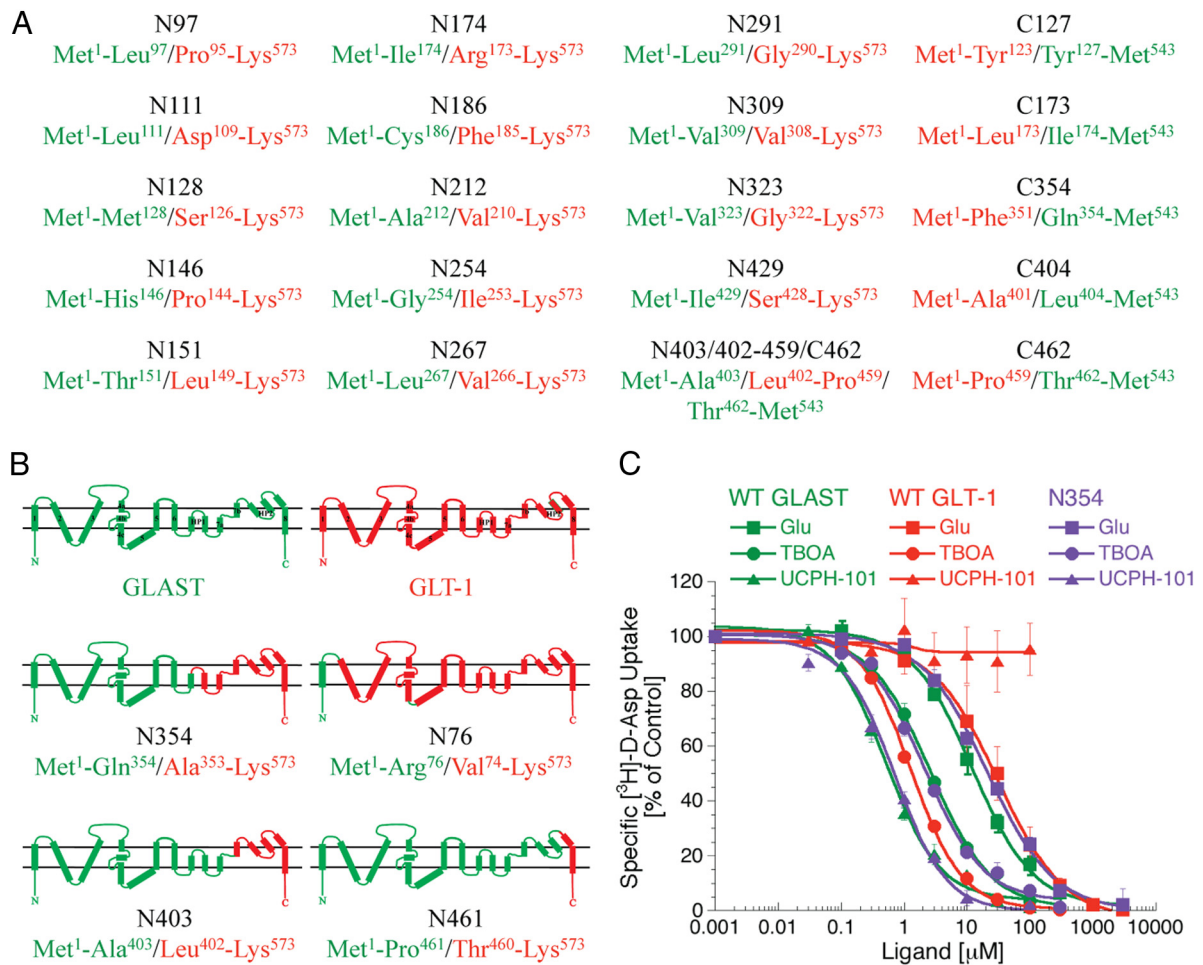 A
N97
Met¹-Leu⁹⁷/Pro⁹⁵-Lys⁵⁷³
N174
Met¹-Ile¹⁷⁴/Arg¹⁷³-Lys⁵⁷³
N291
Met¹-Leu²⁹¹/Gly²⁹⁰-Lys⁵⁷³
C127
Met¹-Tyr¹²³/Tyr¹²⁷-Met⁵⁴³
N111
Met¹-Leu¹¹¹/Asp¹⁰⁹-Lys⁵⁷³
N186
Met¹-Cys¹⁸⁶/Phe¹⁸⁵-Lys⁵⁷³
N309
Met¹-Val³⁰⁹/Val³⁰⁸-Lys⁵⁷³
C173
Met¹-Leu¹⁷³/Ile¹⁷⁴-Met⁵⁴³
N128
Met¹-Met¹²⁸/Ser¹²⁶-Lys⁵⁷³
N212
Met¹-Ala²¹²/Val²¹⁰-Lys⁵⁷³
N323
Met¹-Val³²³/Gly³²²-Lys⁵⁷³
C354
Met¹-Phe³⁵¹/Gln³⁵⁴-Met⁵⁴³
N146
Met¹-His¹⁴⁶/Pro¹⁴⁴-Lys⁵⁷³
N254
Met¹-Gly²⁵⁴/Ile²⁵³-Lys⁵⁷³
N429
Met¹-Ile⁴²⁹/Ser⁴²⁸-Lys⁵⁷³
C404
Met¹-Ala⁴⁰¹/Leu⁴⁰⁴-Met⁵⁴³
N151
Met¹-Thr¹⁵¹/Leu¹⁴⁹-Lys⁵⁷³
N267
Met¹-Leu²⁶⁷/Val²⁶⁶-Lys⁵⁷³
N403/402-459/C462
Met¹-Ala⁴⁰³/Leu⁴⁰²-Pro⁴⁵⁹/
Thr⁴⁶²-Met⁵⁴³
C462
Met¹-Pro⁴⁵⁹/Thr⁴⁶²-Met⁵⁴³
B
N
C
GLAST
N
C
GLT-1
N
C
N354
Met¹-Gln³⁵⁴/Ala³⁵³-Lys⁵⁷³
N
C
N76
Met¹-Arg⁷⁶/Val⁷⁴-Lys⁵⁷³
N
C
N403
Met¹-Ala⁴⁰³/Leu⁴⁰²-Lys⁵⁷³
N
C
N461
Met¹-Pro⁴⁶¹/Thr⁴⁶⁰-Lys⁵⁷³
C
WT GLAST
Glu
TBOA
UCPH-101
WT GLT-1
Glu
TBOA
UCPH-101
N354
Glu
TBOA
UCPH-101
Specific [³H]-D-Asp Uptake
[% of Control]
120
100
80
60
40
20
0
0.001 0.01 0.1 1 10 100 1000 10000
Ligand [µM]